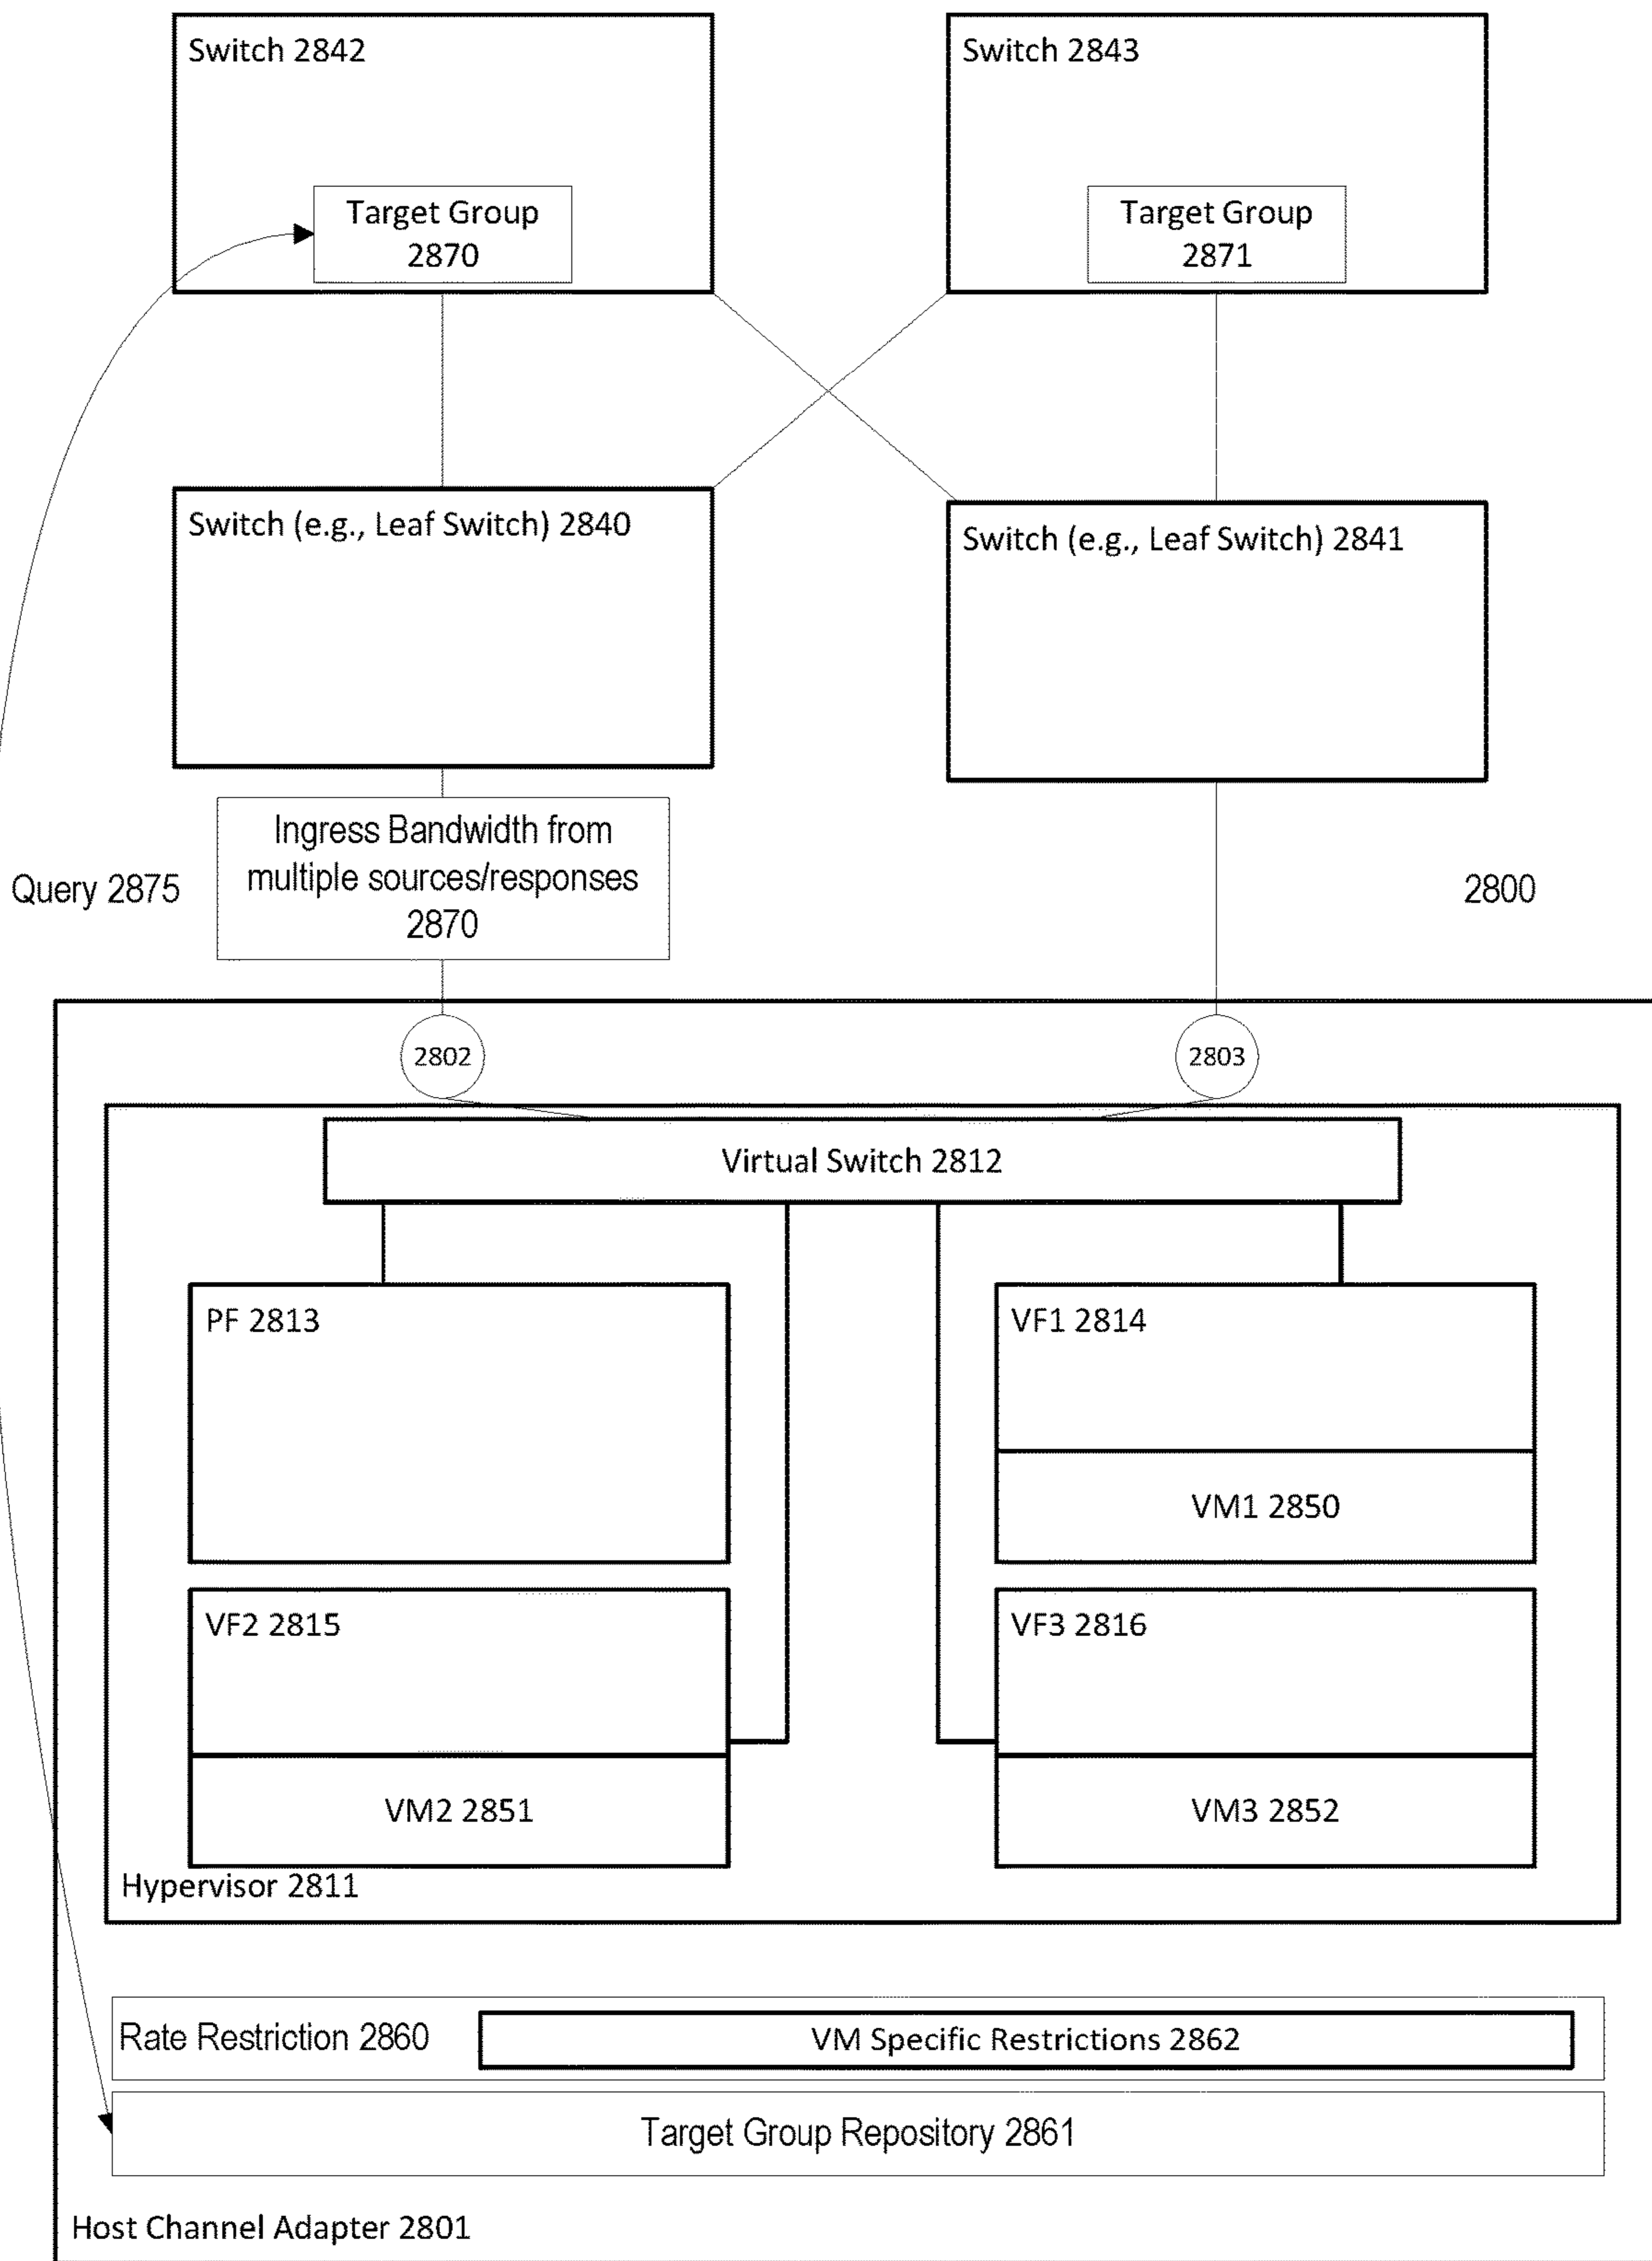 Switch 2842
Switch 2843
Target Group
2870
Target Group
2871
Switch (e.g., Leaf Switch) 2840
Switch (e.g., Leaf Switch) 2841
Ingress Bandwidth from
multiple sources/responses
2870
Query 2875
2800
2802
2803
Virtual Switch 2812
PF 2813
VF1 2814
VM1 2850
VF2 2815
VF3 2816
VM2 2851
VM3 2852
Hypervisor 2811
Rate Restriction 2860
VM Specific Restrictions 2862
Target Group Repository 2861
Host Channel Adapter 2801